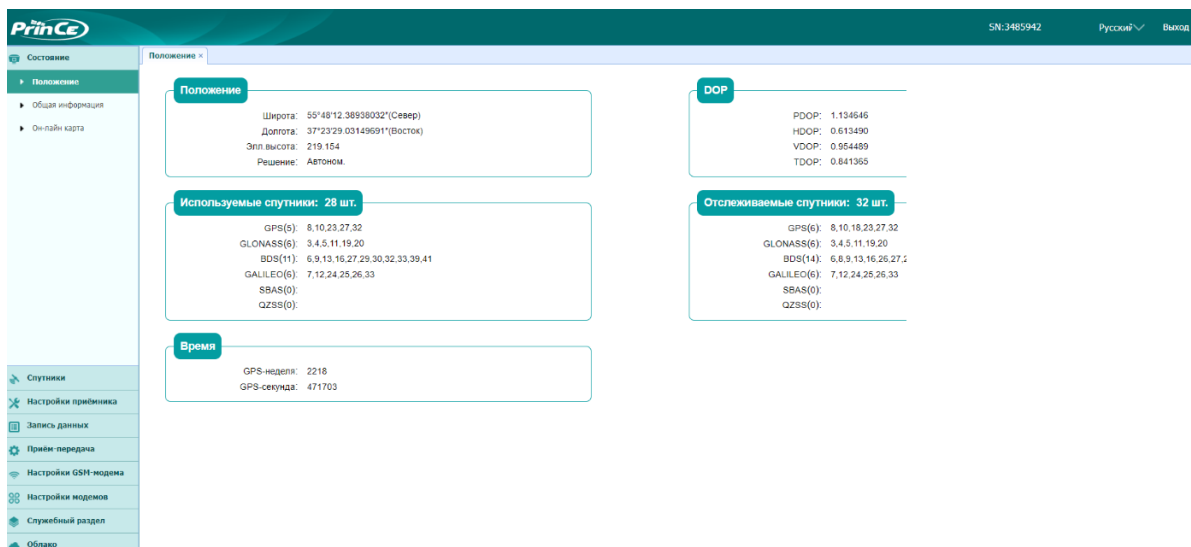 PrinCe
SN:3485942
Русский
Выход
Состояние
Положение ×
Положение
Общая информация
Он-лайн карта
Положение
Широта: 55°48'12.38938032"(Север)
Долгота: 37°23'29.03149691"(Восток)
Элл.высота: 219.154
Решение: Автоном.
DOP
PDOP: 1.134646
HDOP: 0.613490
VDOP: 0.954489
TDOP: 0.841365
Используемые спутники: 28 шт.
GPS(5): 8,10,23,27,32
GLONASS(6): 3,4,5,11,19,20
BDS(11): 6,9,13,16,27,29,30,32,33,39,41
GALILEO(6): 7,12,24,25,26,33
SBAS(0):
QZSS(0):
Отслеживаемые спутники: 32 шт.
GPS(6): 8,10,18,23,27,32
GLONASS(6): 3,4,5,11,19,20
BDS(14): 6,8,9,13,16,26,27,2
GALILEO(6): 7,12,24,25,26,33
SBAS(0):
QZSS(0):
Время
GPS-неделя: 2218
GPS-секунда: 471703
Спутники
Настройки приёмника
Запись данных
Приём-передача
Настройки GSM-модема
Настройки модемов
Служебный раздел
Облако